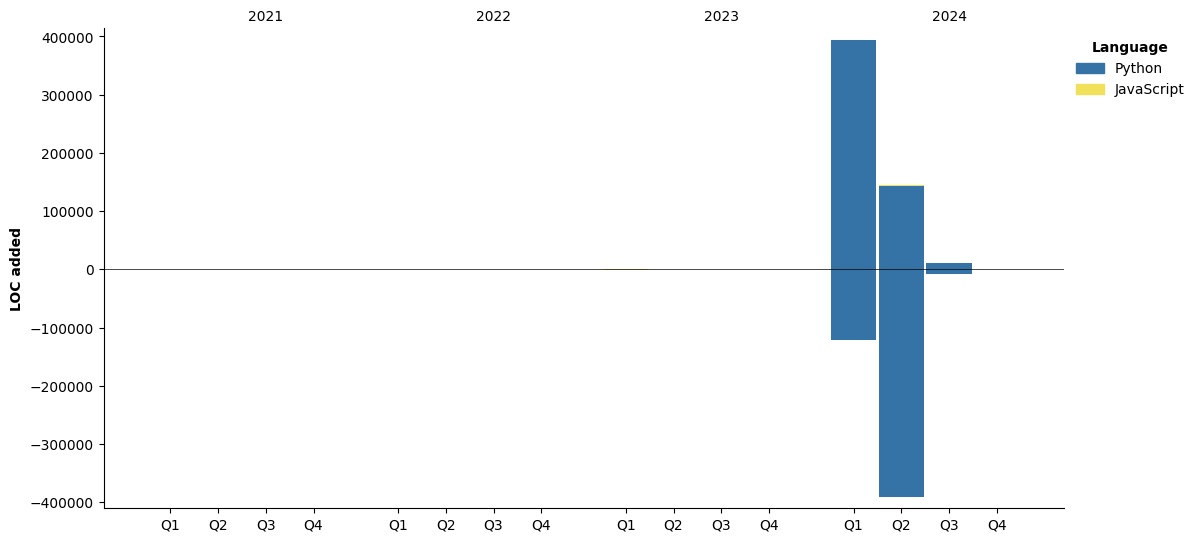 2021 2022 2023 2024
400000
300000
200000
100000
0
−100000
−200000
−300000
−400000
LOC added
Q1 Q2 Q3 Q4 Q1 Q2 Q3 Q4 Q1 Q2 Q3 Q4 Q1 Q2 Q3 Q4
Language
Python
JavaScript